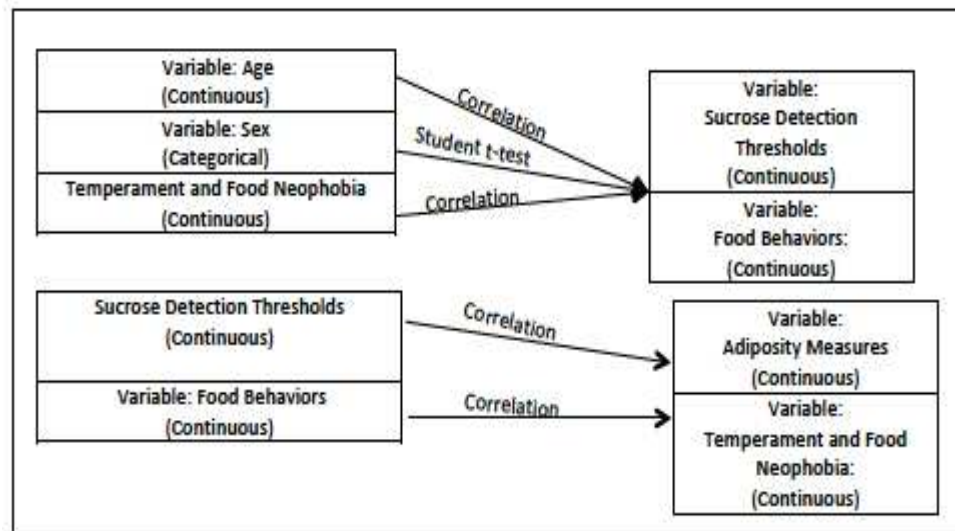 Variable: Age
(Continuous)
Variable: Sex
(Categorical)
Temperament and Food Neophobia
(Continuous)
Correlation
Student t-test
Correlation
Variable:
Sucrose Detection
Thresholds
(Continuous)
Variable:
Food Behaviors:
(Continuous)
Sucrose Detection Thresholds
(Continuous)
Variable: Food Behaviors
(Continuous)
Correlation
Correlation
Variable:
Adiposity Measures
(Continuous)
Variable:
Temperament and Food
Neophobia:
(Continuous)